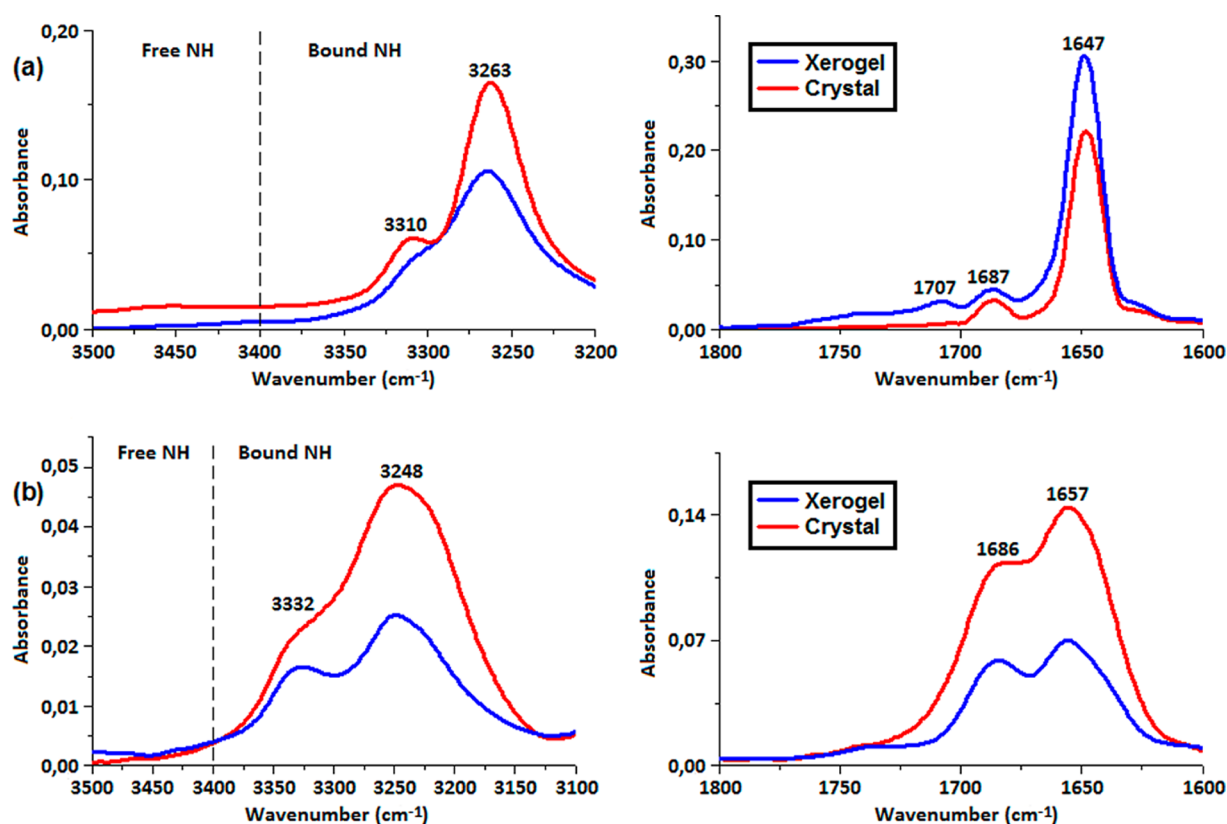 (a)
0,20
0,10
0,00
Absorbance
Free NH
Bound NH
3263
3310
3500
3450
3400
3350
3300
3250
3200
Wavenumber (cm-1)
0,30
0,20
0,10
0,00
Absorbance
Xerogel
Crystal
1647
1707
1687
1800
1750
1700
1650
1600
Wavenumber (cm-1)
(b)
0,05
0,04
0,03
0,02
0,01
0,00
Absorbance
Free NH
Bound NH
3248
3332
3500
3450
3400
3350
3300
3250
3200
3150
3100
Wavenumber (cm-1)
0,14
0,07
0,00
Absorbance
Xerogel
Crystal
1657
1686
1800
1750
1700
1650
1600
Wavenumber (cm-1)